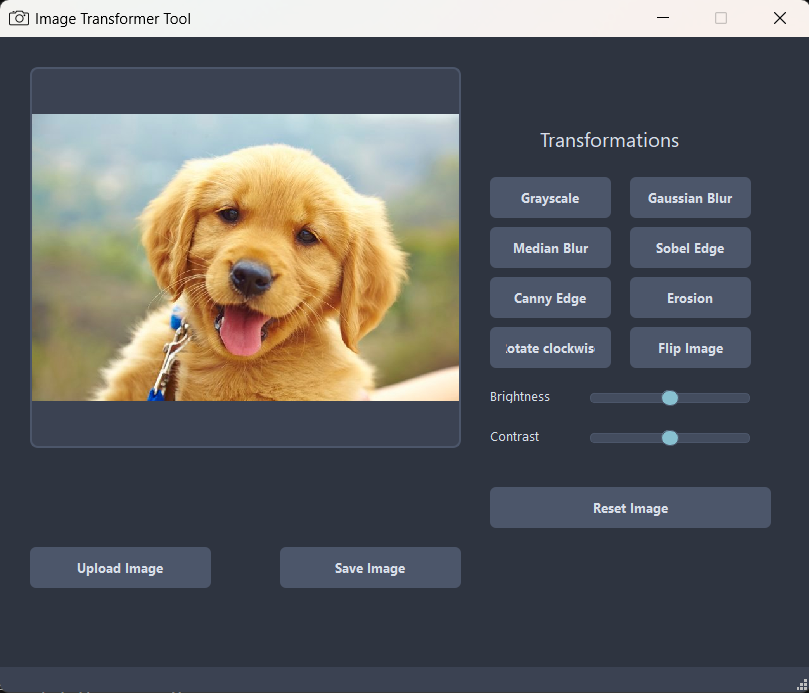 Image Transformer Tool
Transformations
Grayscale
Gaussian Blur
Median Blur
Sobel Edge
Canny Edge
Erosion
otate clockwis
Flip Image
Brightness
Contrast
Reset Image
Upload Image
Save Image